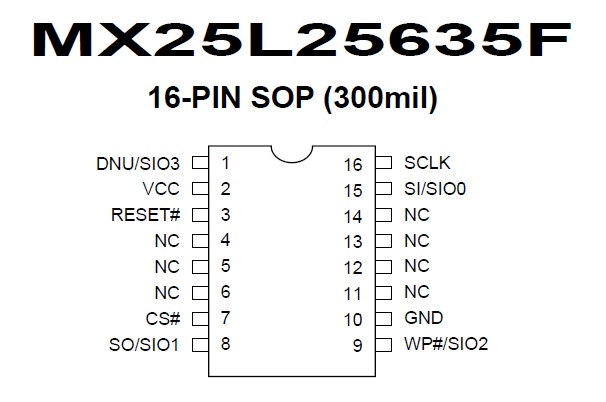 MX25L25635F
16-PIN SOP (300mil)
DNU/SIO3 1 16 SCLK
VCC 2 15 SI/SIO0
RESET# 3 14 NC
NC 4 13 NC
NC 5 12 NC
NC 6 11 NC
CS# 7 10 GND
SO/SIO1 8 9 WP#/SIO2